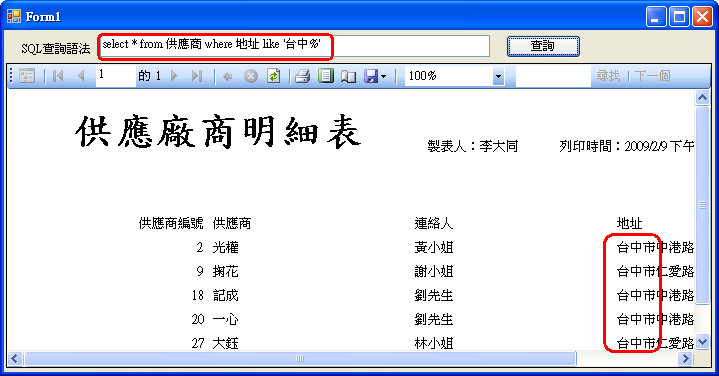 Form1
SQL查詢語法 select * from 供應商 where 地址 like '台中%' 查詢
1 的 1 100% 尋找 | 下一個
供應廠商明細表
製表人：李大同 列印時間：2009/2/9 下午
供應商編號 供應商 連絡人 地址
2 光權 黃小姐 台中市中港路
9 掬花 謝小姐 台中市仁愛路
18 記成 劉先生 台中市中港路
20 一心 劉先生 台中市中港路
27 大鈺 林小姐 台中市仁愛路